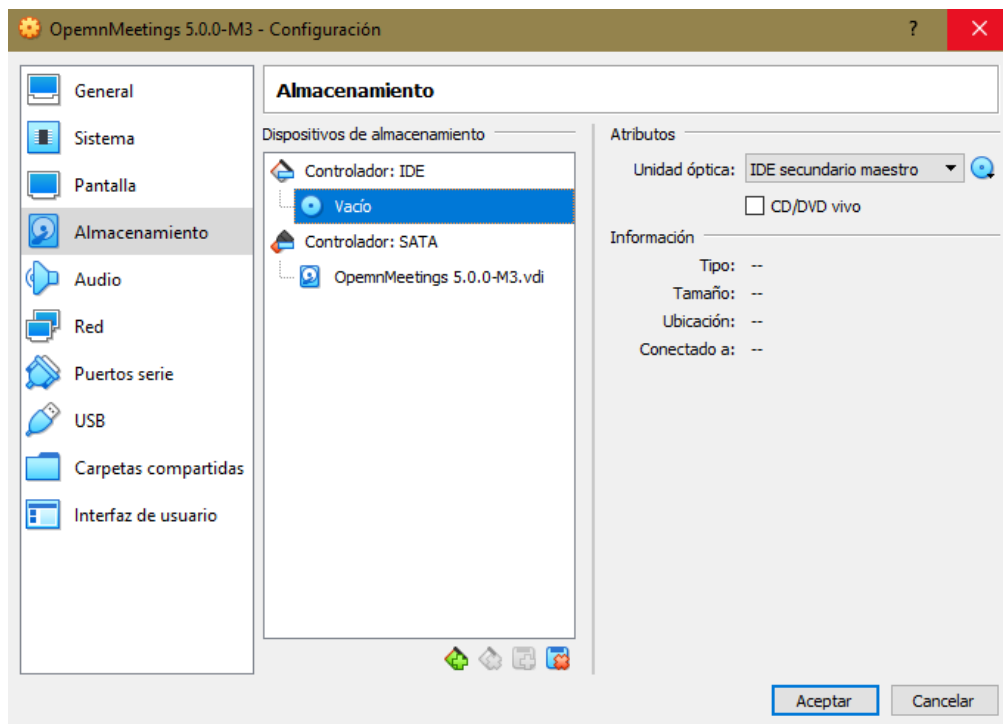 OpemnMeetings 5.0.0-M3 - Configuración
?
General
Sistema
Pantalla
Almacenamiento
Audio
Red
Puertos serie
USB
Carpetas compartidas
Interfaz de usuario
Almacenamiento
Dispositivos de almacenamiento
Controlador: IDE
Vacío
Controlador: SATA
OpemnMeetings 5.0.0-M3.vdi
Atributos
Unidad óptica: IDE secundario maestro
CD/DVD vivo
Información
Tipo: --
Tamaño: --
Ubicación: --
Conectado a: --
Aceptar Cancelar